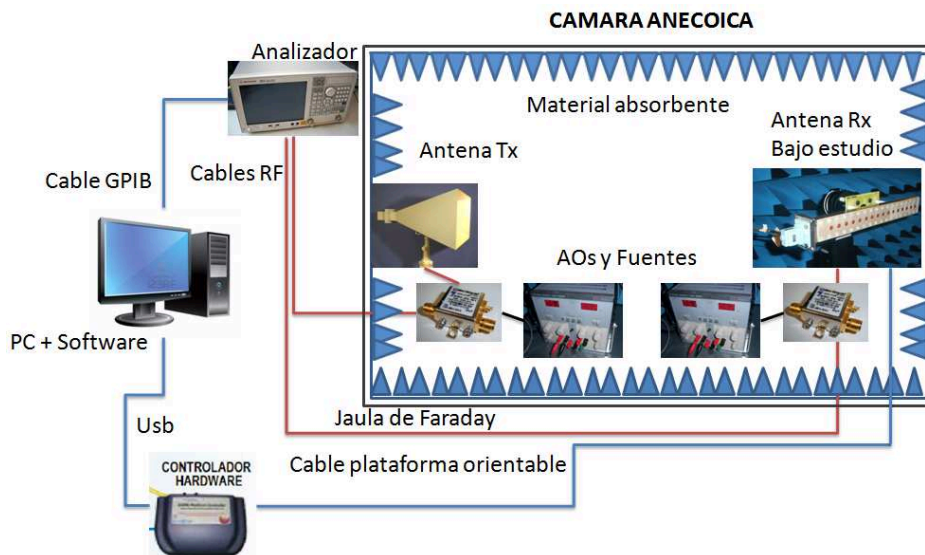 CAMARA ANECOICA
Analizador
Material absorbente
Antena Tx
Antena Rx
Bajo estudio
Cable GPIB
Cables RF
AOs y Fuentes
PC + Software
Jaula de Faraday
Usb
Cable plataforma orientable
CONTROLADOR
HARDWARE